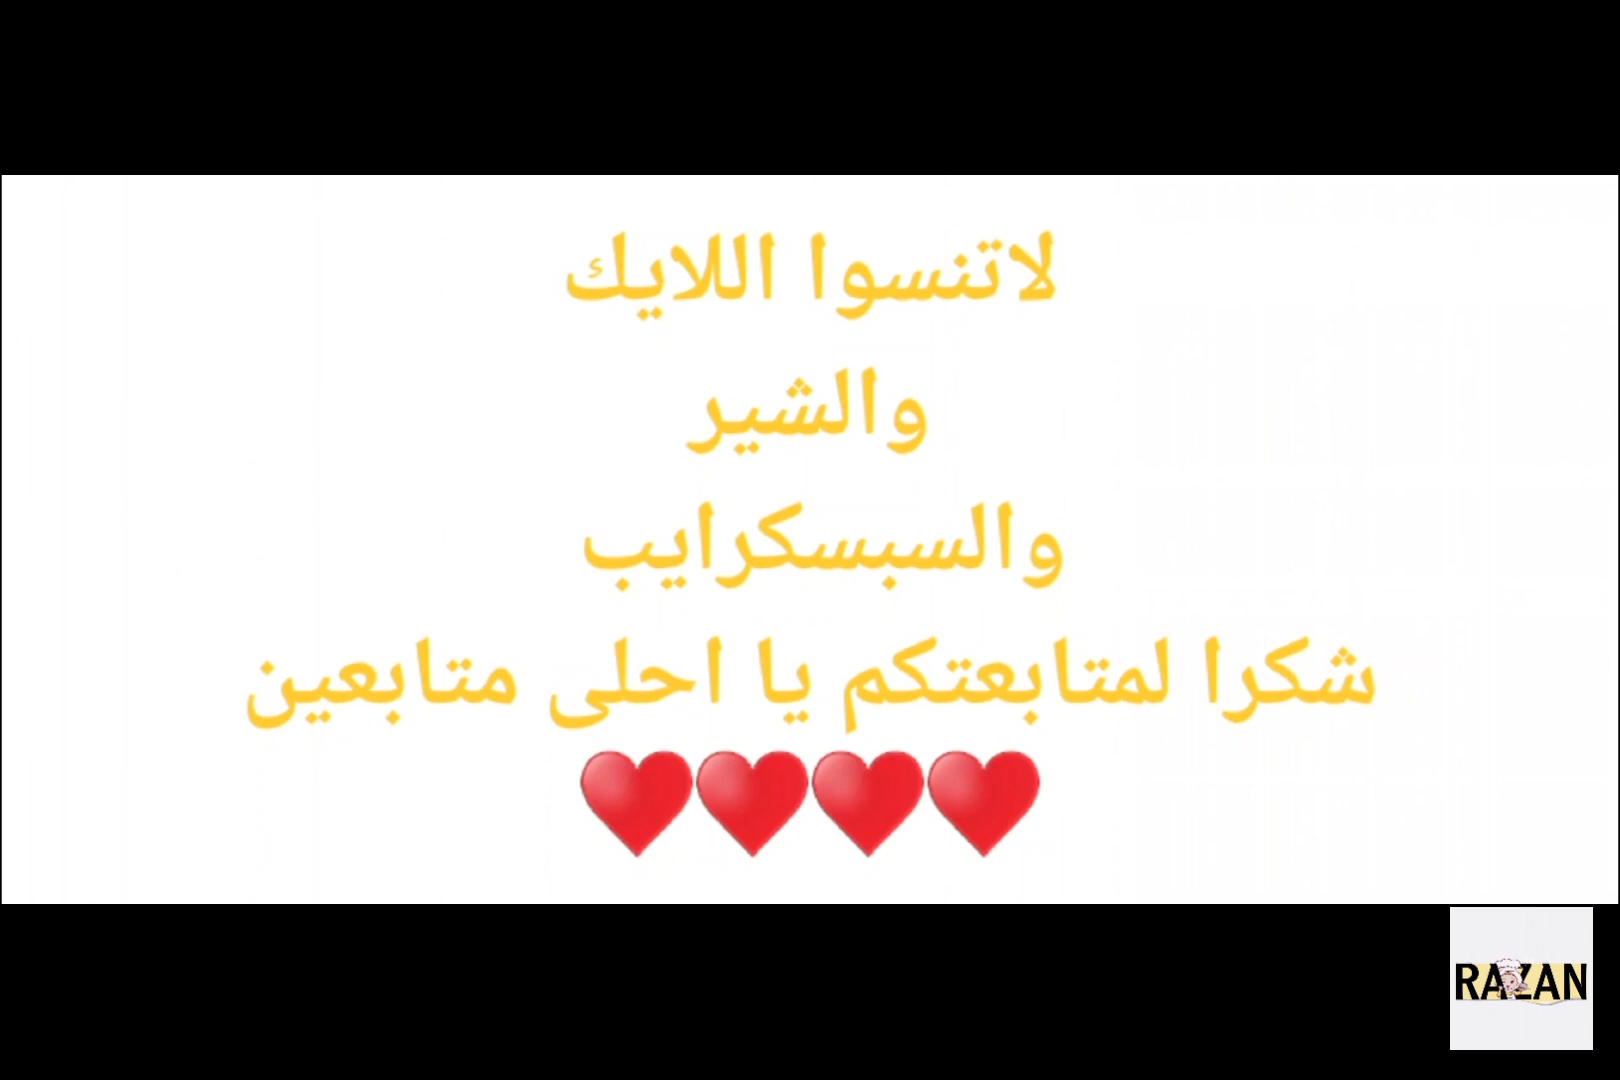 لاتنسوا اللايك
والشير
والسبسكرايب
شكرا لمتابعتكم يا احلى متابعين
♥♥♥♥
RAZAN